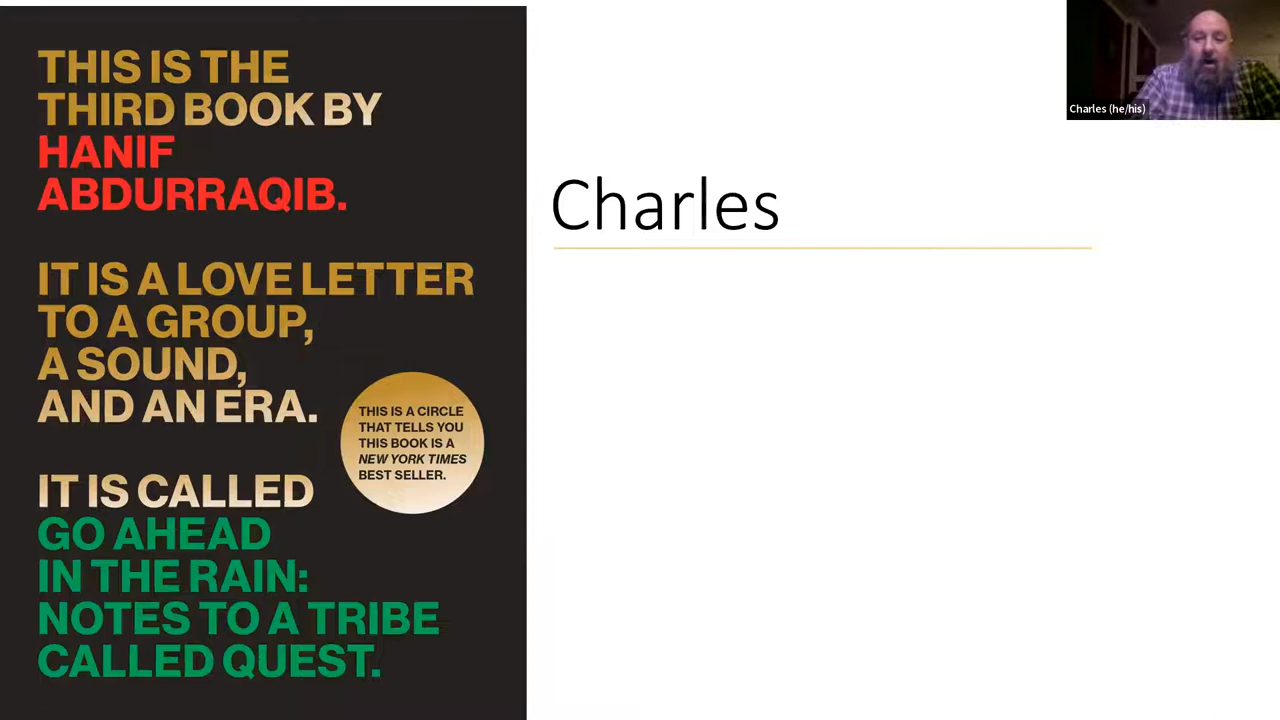 THIS IS THE
THIRD BOOK BY
HANIF
ABDURRAQIB.
IT IS A LOVE LETTER
TO A GROUP,
A SOUND,
AND AN ERA.
THIS IS A CIRCLE
THAT TELLS YOU
THIS BOOK IS A
NEW YORK TIMES
BEST SELLER.
IT IS CALLED
GO AHEAD
IN THE RAIN:
NOTES TO A TRIBE
CALLED QUEST.
Charles
Charles (he/his)